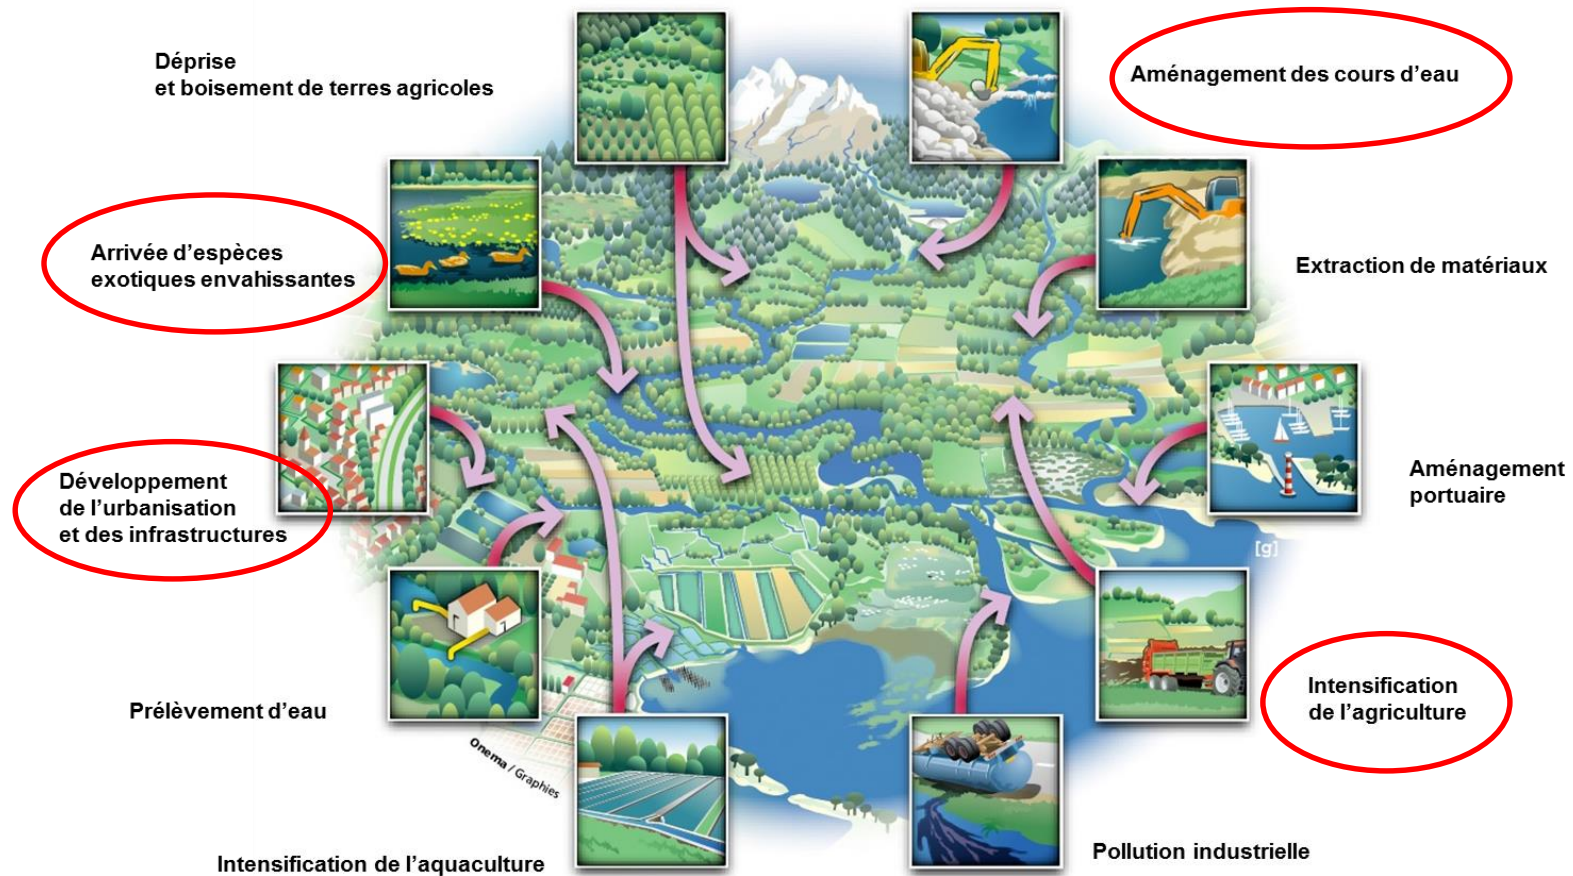 Déprise
et boisement de terres agricoles
Aménagement des cours d’eau
Arrivée d’espèces
exotiques envahissantes
Extraction de matériaux
Développement
de l’urbanisation
et des infrastructures
Aménagement
portuaire
[g]
Prélèvement d’eau
Intensification
de l’agriculture
Onema / Graphies
Intensification de l’aquaculture
Pollution industrielle